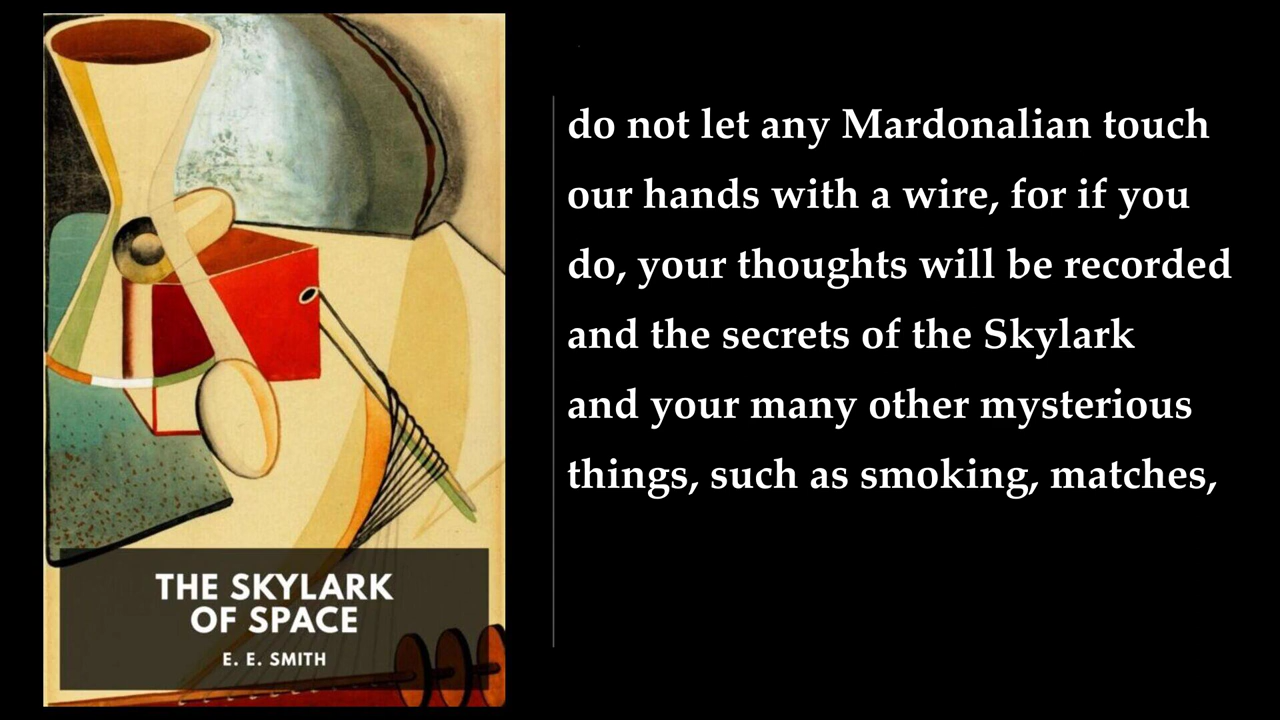 THE SKYLARK
OF SPACE
E. E. SMITH
do not let any Mardonalian touch
our hands with a wire, for if you
do, your thoughts will be recorded
and the secrets of the Skylark
and your many other mysterious
things, such as smoking, matches,